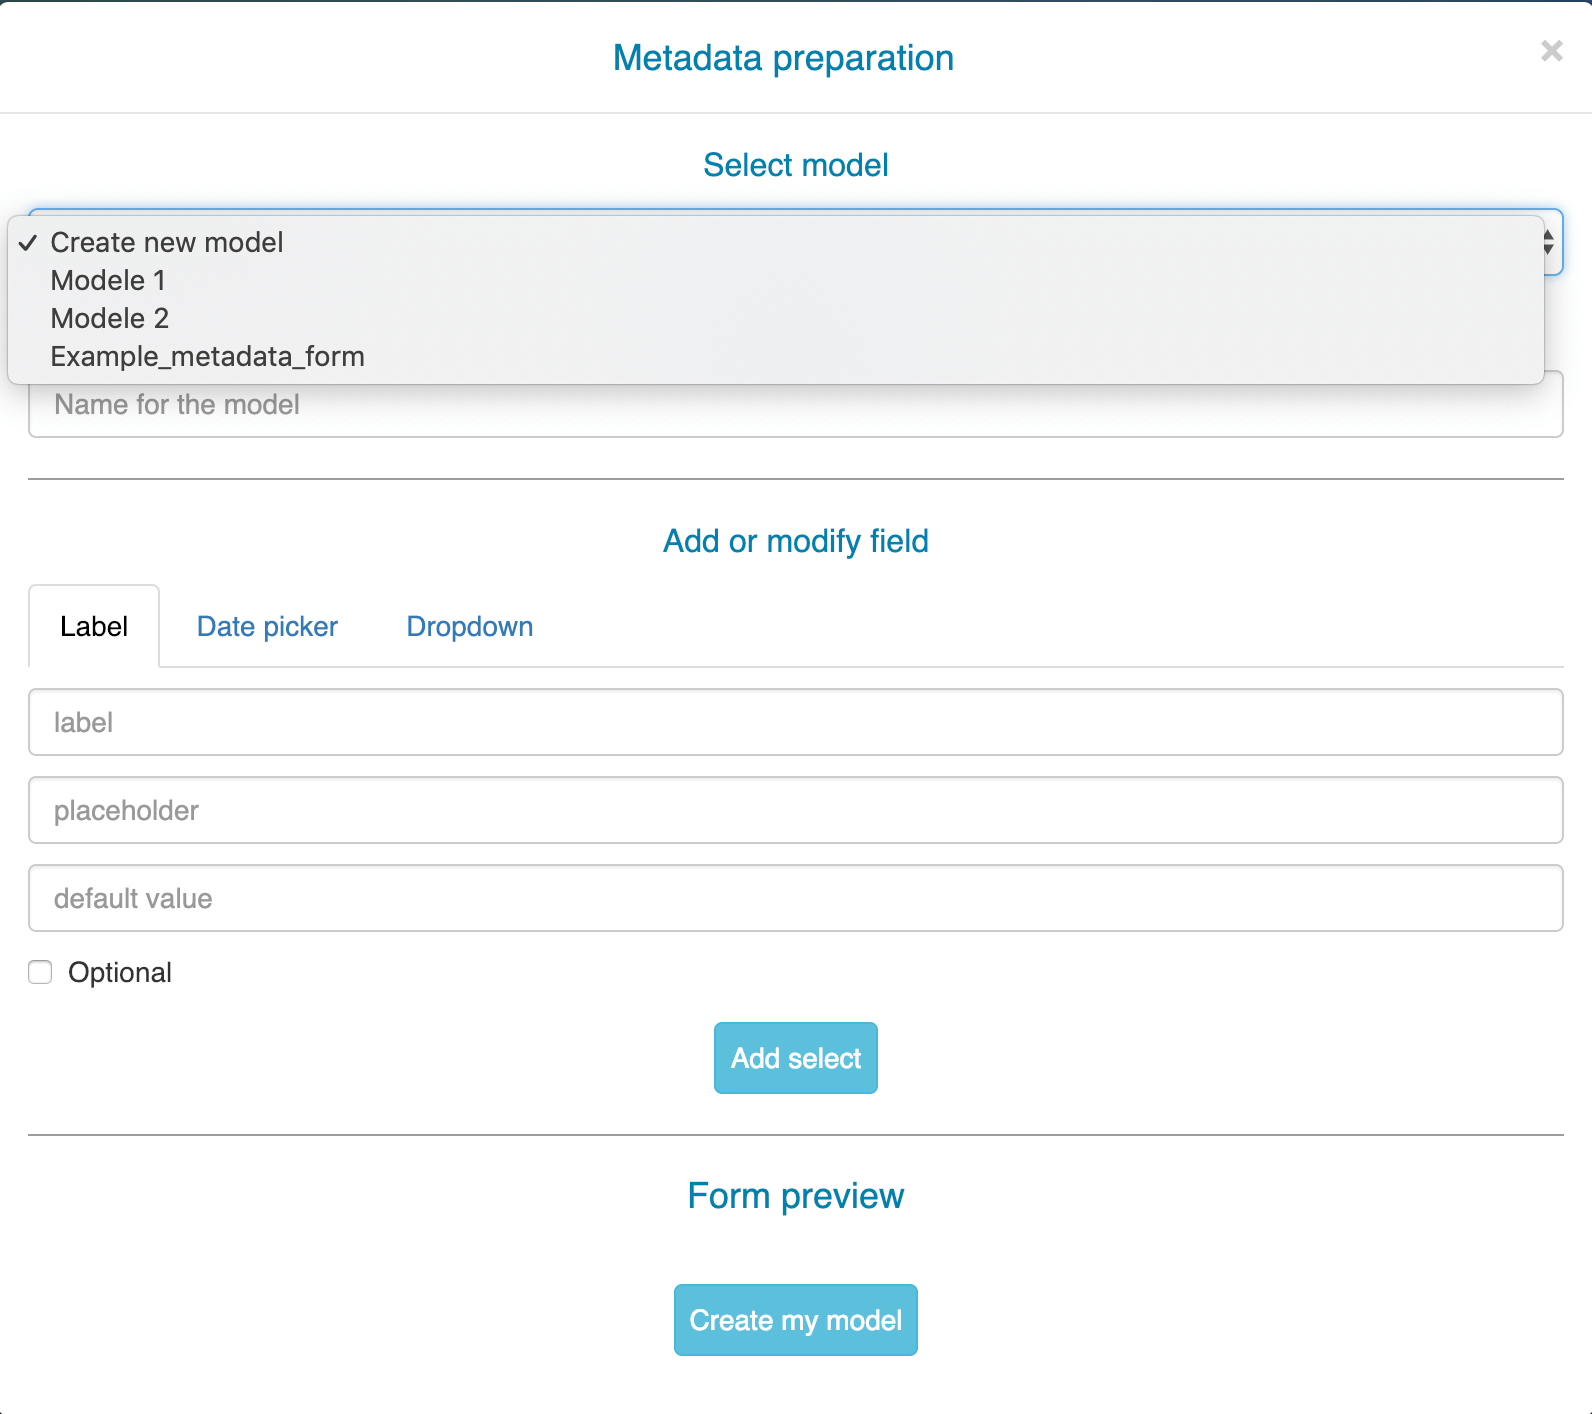 Metadata preparation
×
Select model
✓ Create new model
Modele 1
Modele 2
Example_metadata_form
Name for the model
Add or modify field
Label Date picker Dropdown
label
placeholder
default value
Optional
Add select
Form preview
Create my model